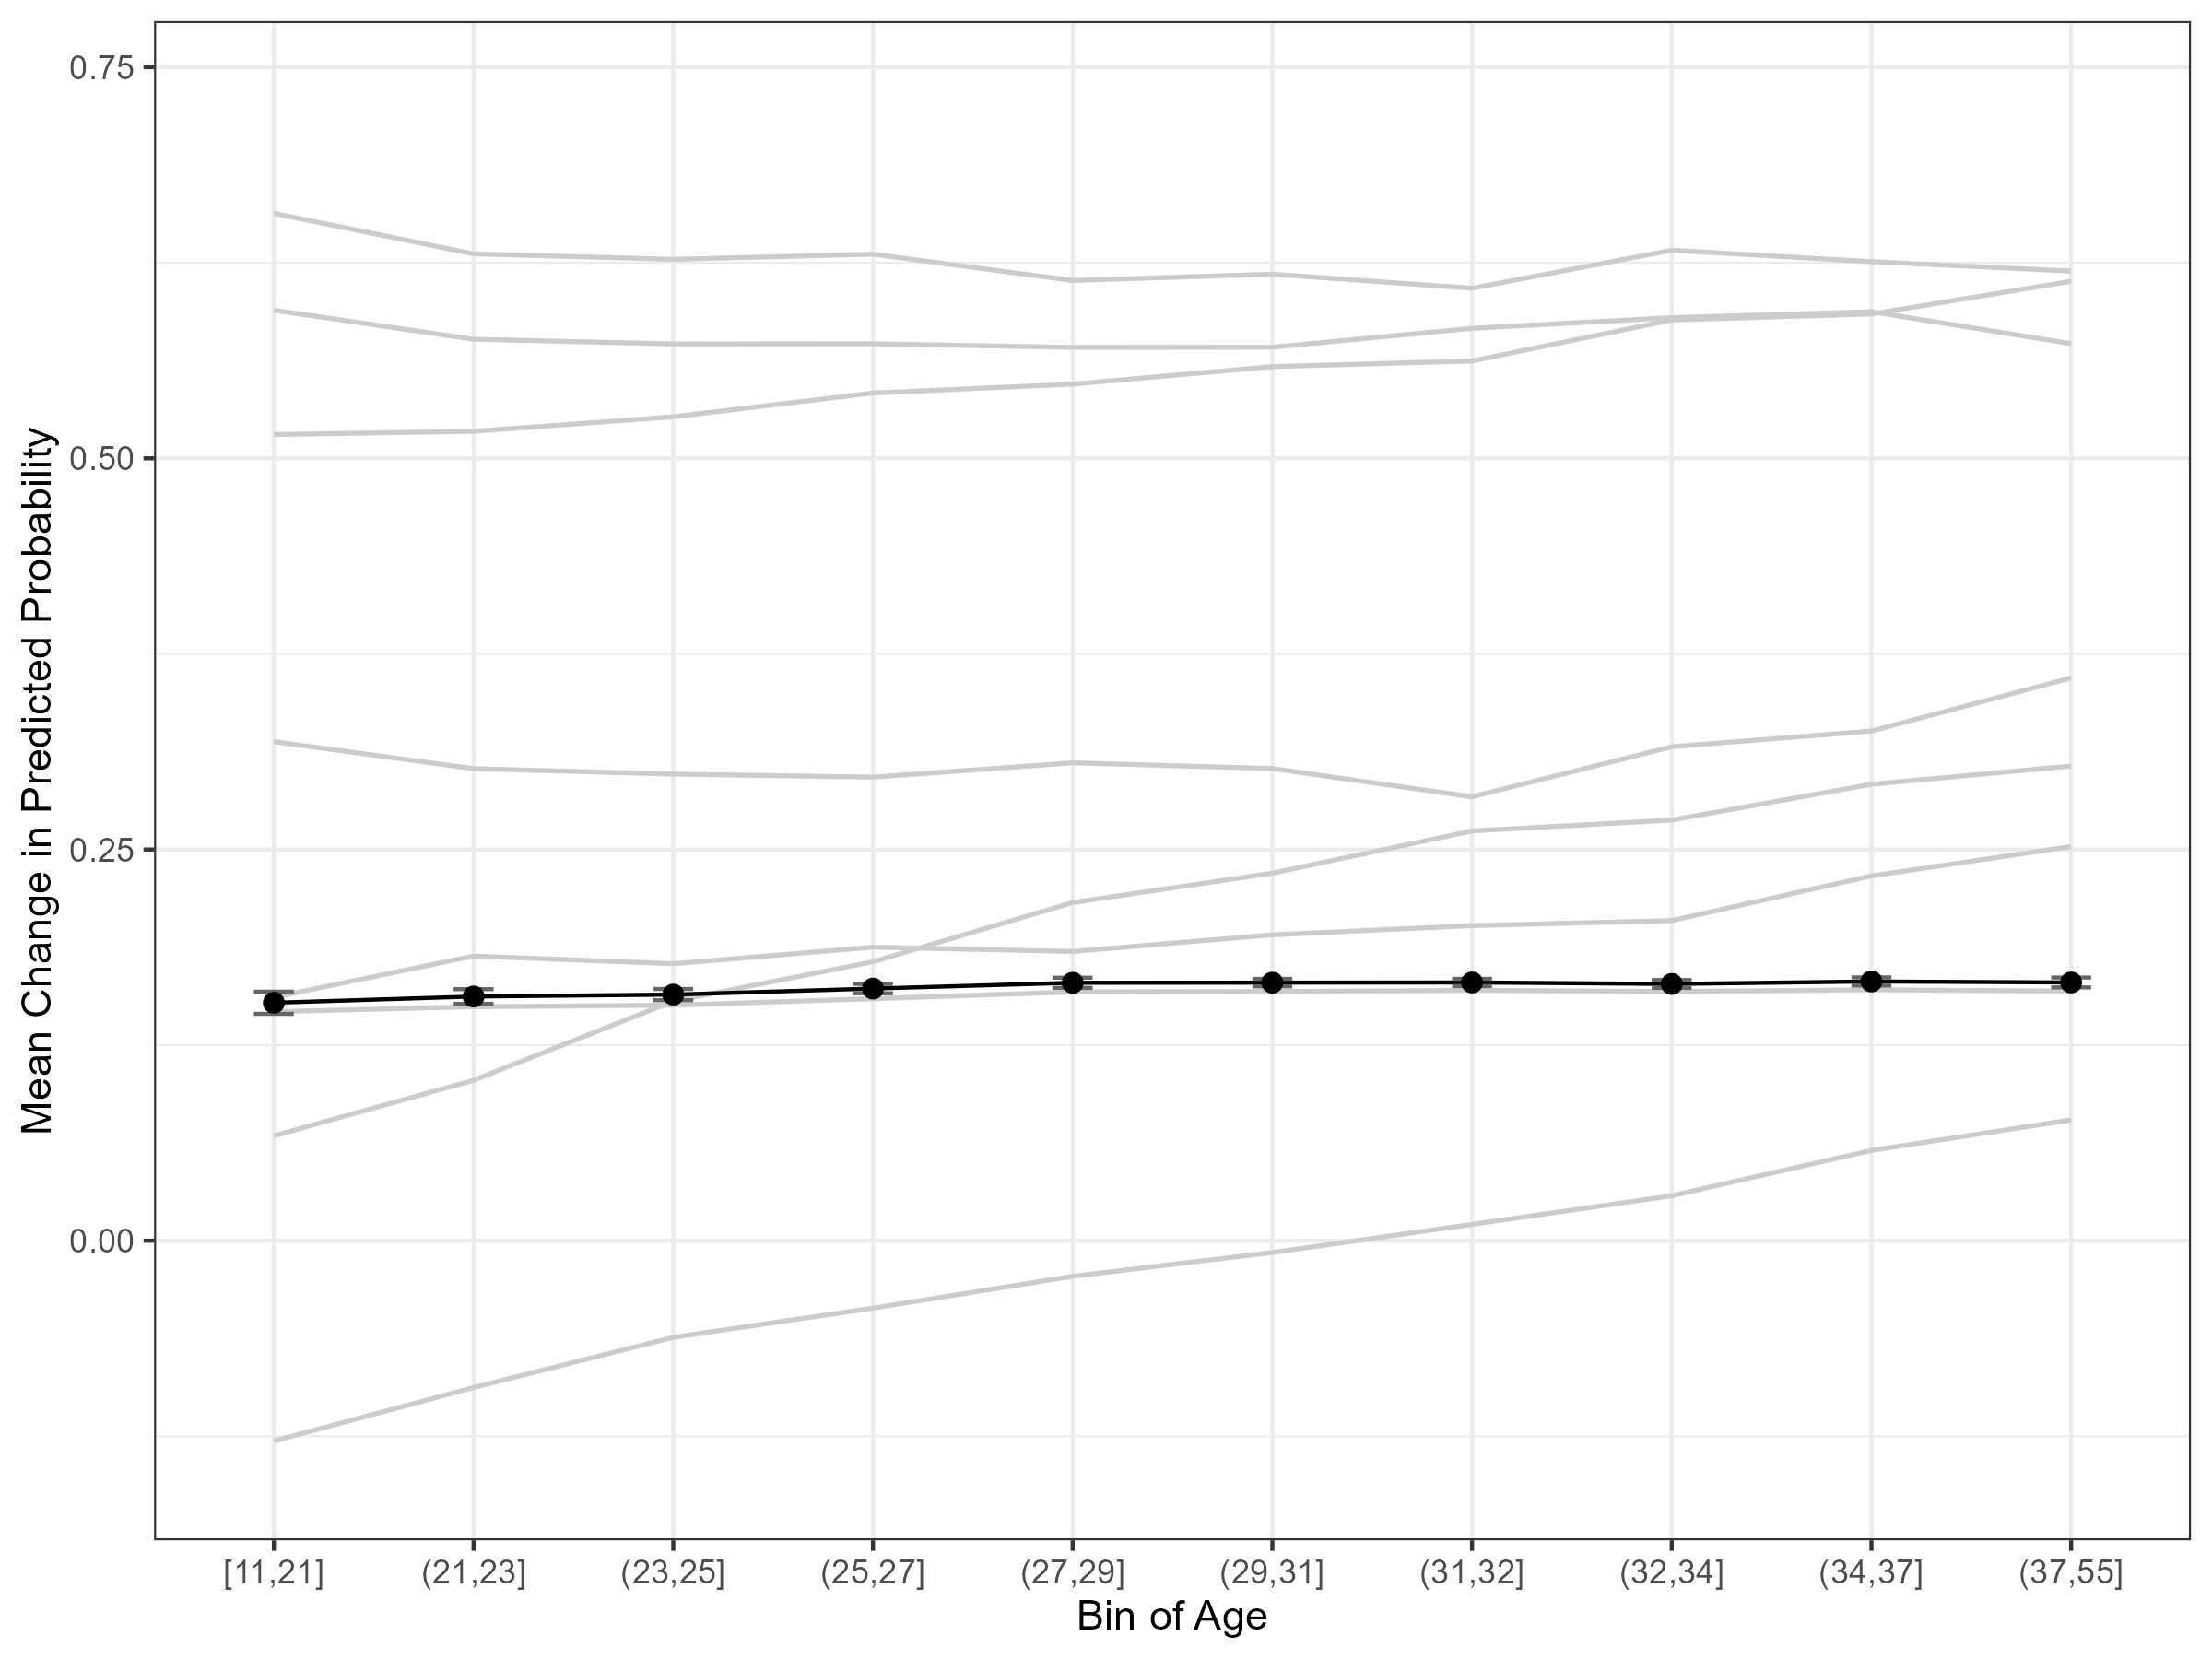 Mean Change in Predicted Probability
0.75
0.50
0.25
0.00
[11,21] (21,23] (23,25] (25,27] (27,29] (29,31] (31,32] (32,34] (34,37] (37,55]
Bin of Age